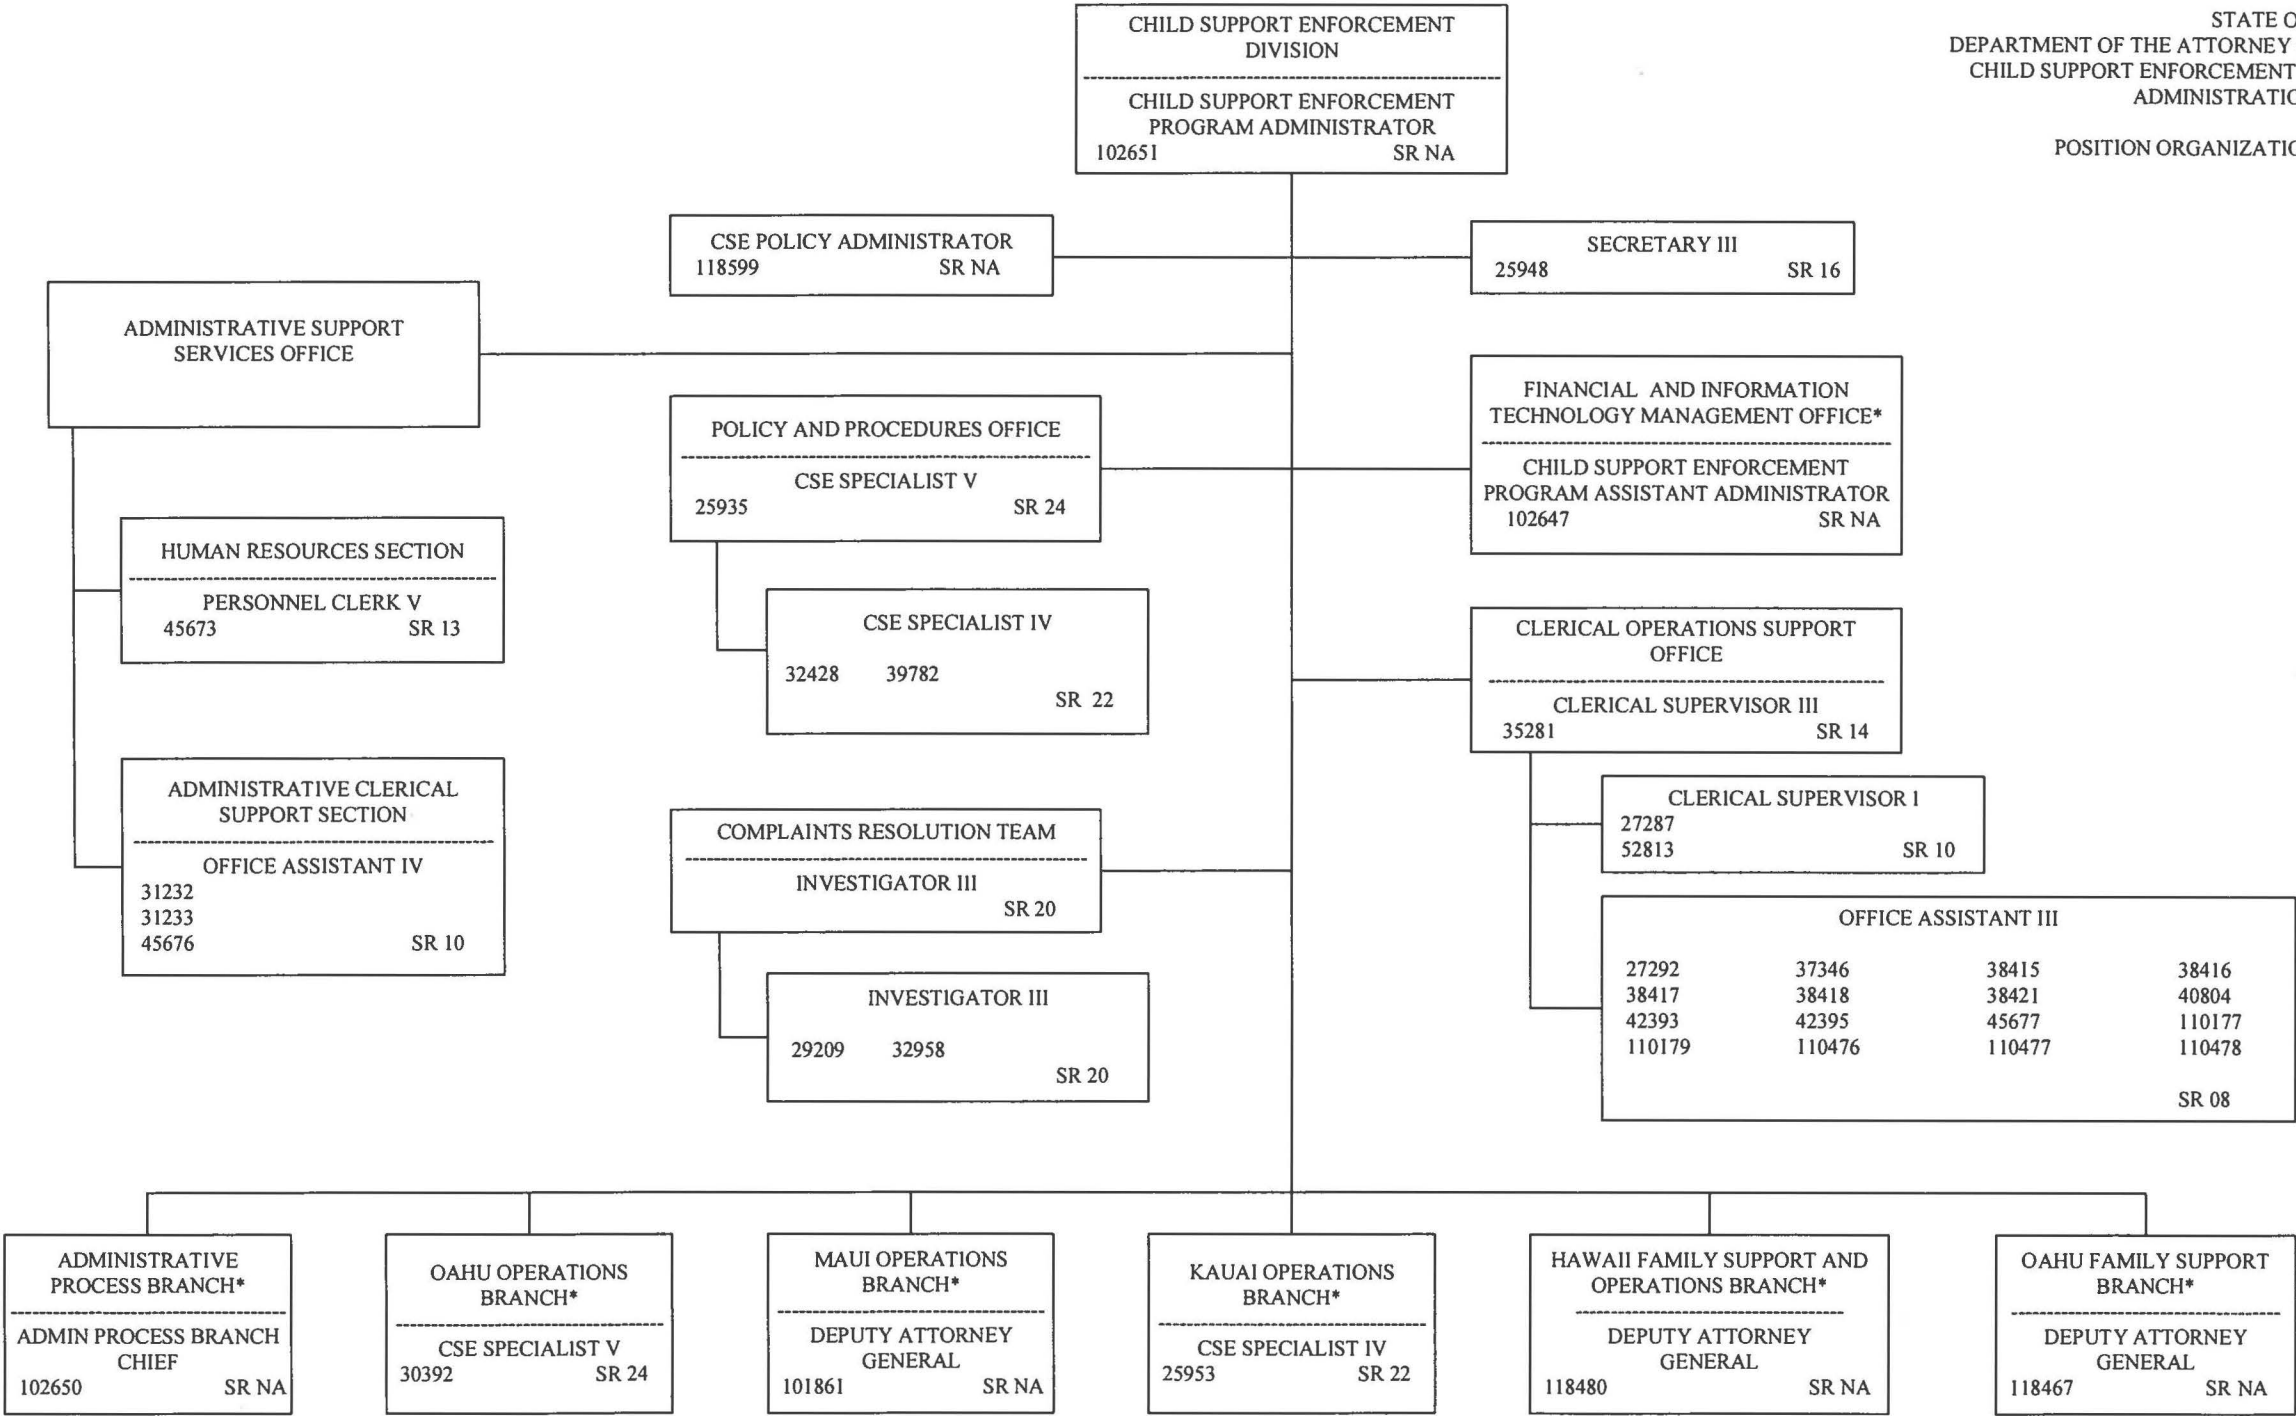 STATE O
DEPARTMENT OF THE ATTORNEY
CHILD SUPPORT ENFORCEMENT
ADMINISTRATIO
POSITION ORGANIZATIO
CHILD SUPPORT ENFORCEMENT
DIVISION
CHILD SUPPORT ENFORCEMENT
PROGRAM ADMINISTRATOR
102651 SR NA
CSE POLICY ADMINISTRATOR
118599 SR NA
SECRETARY III
25948 SR 16
ADMINISTRATIVE SUPPORT
SERVICES OFFICE
HUMAN RESOURCES SECTION
PERSONNEL CLERK V
45673 SR 13
ADMINISTRATIVE CLERICAL
SUPPORT SECTION
OFFICE ASSISTANT IV
31232
31233
45676 SR 10
POLICY AND PROCEDURES OFFICE
CSE SPECIALIST V
25935 SR 24
CSE SPECIALIST IV
32428 39782
SR 22
COMPLAINTS RESOLUTION TEAM
INVESTIGATOR III
SR 20
INVESTIGATOR III
29209 32958
SR 20
FINANCIAL AND INFORMATION
TECHNOLOGY MANAGEMENT OFFICE*
CHILD SUPPORT ENFORCEMENT
PROGRAM ASSISTANT ADMINISTRATOR
102647 SR NA
CLERICAL OPERATIONS SUPPORT
OFFICE
CLERICAL SUPERVISOR III
35281 SR 14
CLERICAL SUPERVISOR I
27287
52813 SR 10
OFFICE ASSISTANT III
27292 37346 38415 38416
38417 38418 38421 40804
42393 42395 45677 110177
110179 110476 110477 110478
SR 08
ADMINISTRATIVE
PROCESS BRANCH*
ADMIN PROCESS BRANCH
CHIEF
102650 SR NA
OAHU OPERATIONS
BRANCH*
CSE SPECIALIST V
30392 SR 24
MAUI OPERATIONS
BRANCH*
DEPUTY ATTORNEY
GENERAL
101861 SR NA
KAUAI OPERATIONS
BRANCH*
CSE SPECIALIST IV
25953 SR 22
HAWAII FAMILY SUPPORT AND
OPERATIONS BRANCH*
DEPUTY ATTORNEY
GENERAL
118480 SR NA
OAHU FAMILY SUPPORT
BRANCH*
DEPUTY ATTORNEY
GENERAL
118467 SR NA